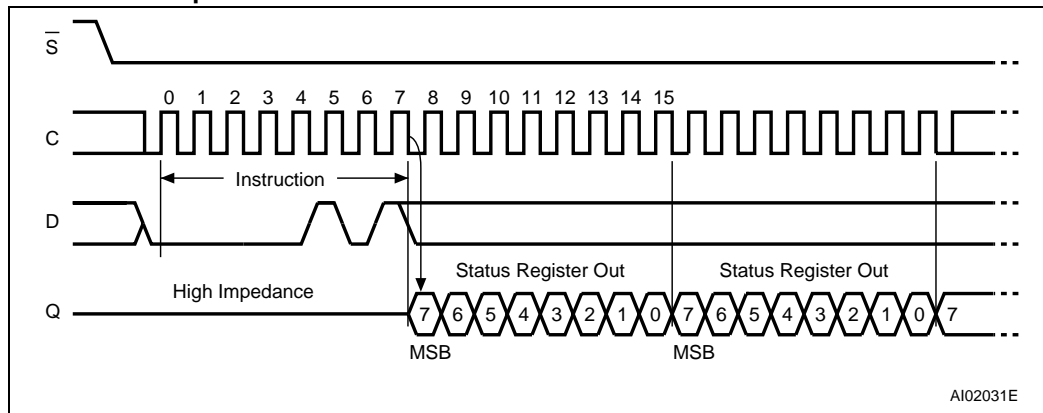 S
0 1 2 3 4 5 6 7 8 9 10 11 12 13 14 15
C
Instruction
D
Status Register Out Status Register Out
High Impedance
Q 7 6 5 4 3 2 1 0 7 6 5 4 3 2 1 0 7
MSB MSB
AI02031E